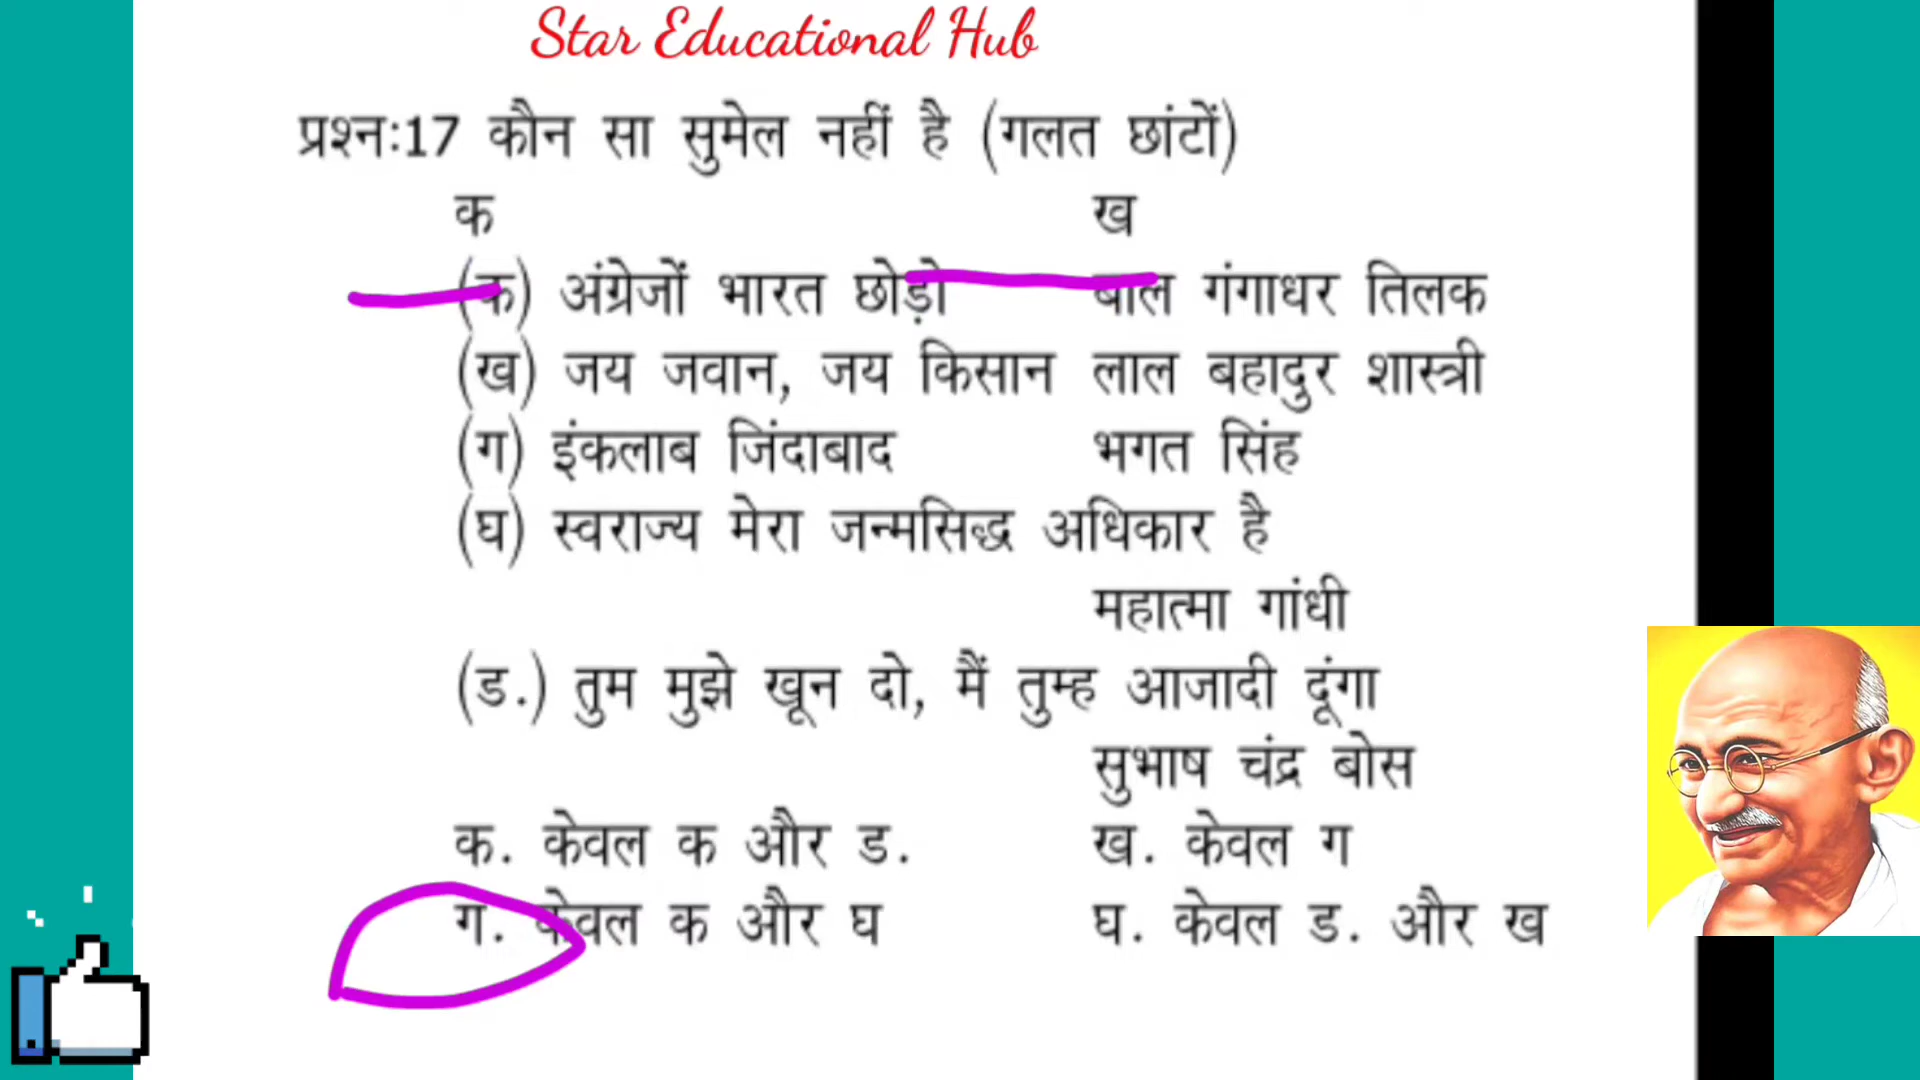 Star Educational Hub
प्रश्न:17 कौन सा सुमेल नहीं है (गलत छांटों)
क ख
(क) अंग्रेजों भारत छोड़ो बाल गंगाधर तिलक
(ख) जय जवान, जय किसान लाल बहादुर शास्त्री
(ग) इंकलाब जिंदाबाद भगत सिंह
(घ) स्वराज्य मेरा जन्मसिद्ध अधिकार है
महात्मा गांधी
(ड.) तुम मुझे खून दो, मैं तुम्ह आजादी दूंगा
सुभाष चंद्र बोस
क. केवल क और ड. ख. केवल ग
ग. केवल क और घ घ. केवल ड. और ख